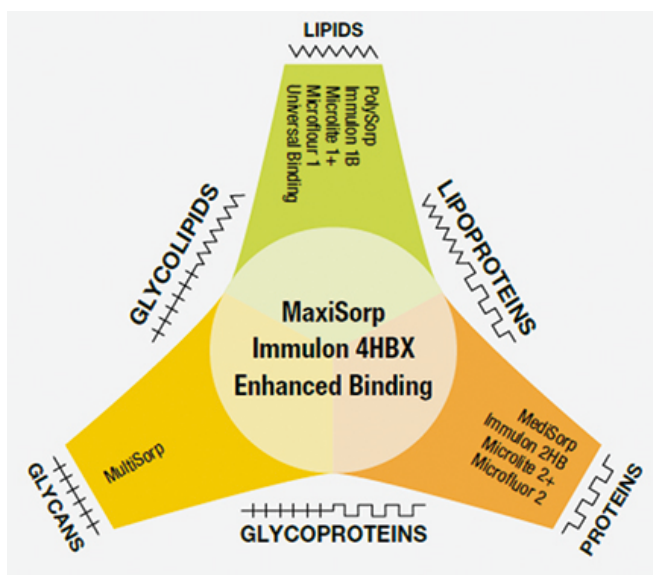 LIPIDS
PolySorp
Immulon 1B
Microlite 1+
Microflour 1
Universal Binding
GLYCOLIPIDS
LIPOPROTEINS
MaxiSorp
Immulon 4HBX
Enhanced Binding
MultiSorp
MediSorp
Immulon 2HB
Microlite 2+
Microfluor 2
GLYCANS
GLYCOPROTEINS
PROTEINS